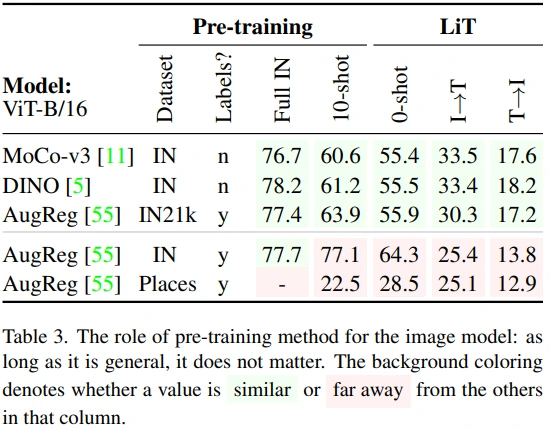 Pre-training LiT
Model:
ViT-B/16 Dataset Labels? Full IN 10-shot 0-shot I→T T→I
MoCo-v3 [11] IN n 76.7 60.6 55.4 33.5 17.6
DINO [5] IN n 78.2 61.2 55.5 33.4 18.2
AugReg [55] IN21k y 77.4 63.9 55.9 30.3 17.2
AugReg [55] IN y 77.7 77.1 64.3 25.4 13.8
AugReg [55] Places y - 22.5 28.5 25.1 12.9
Table 3. The role of pre-training method for the image model: as
long as it is general, it does not matter. The background coloring
denotes whether a value is similar or far away from the others
in that column.